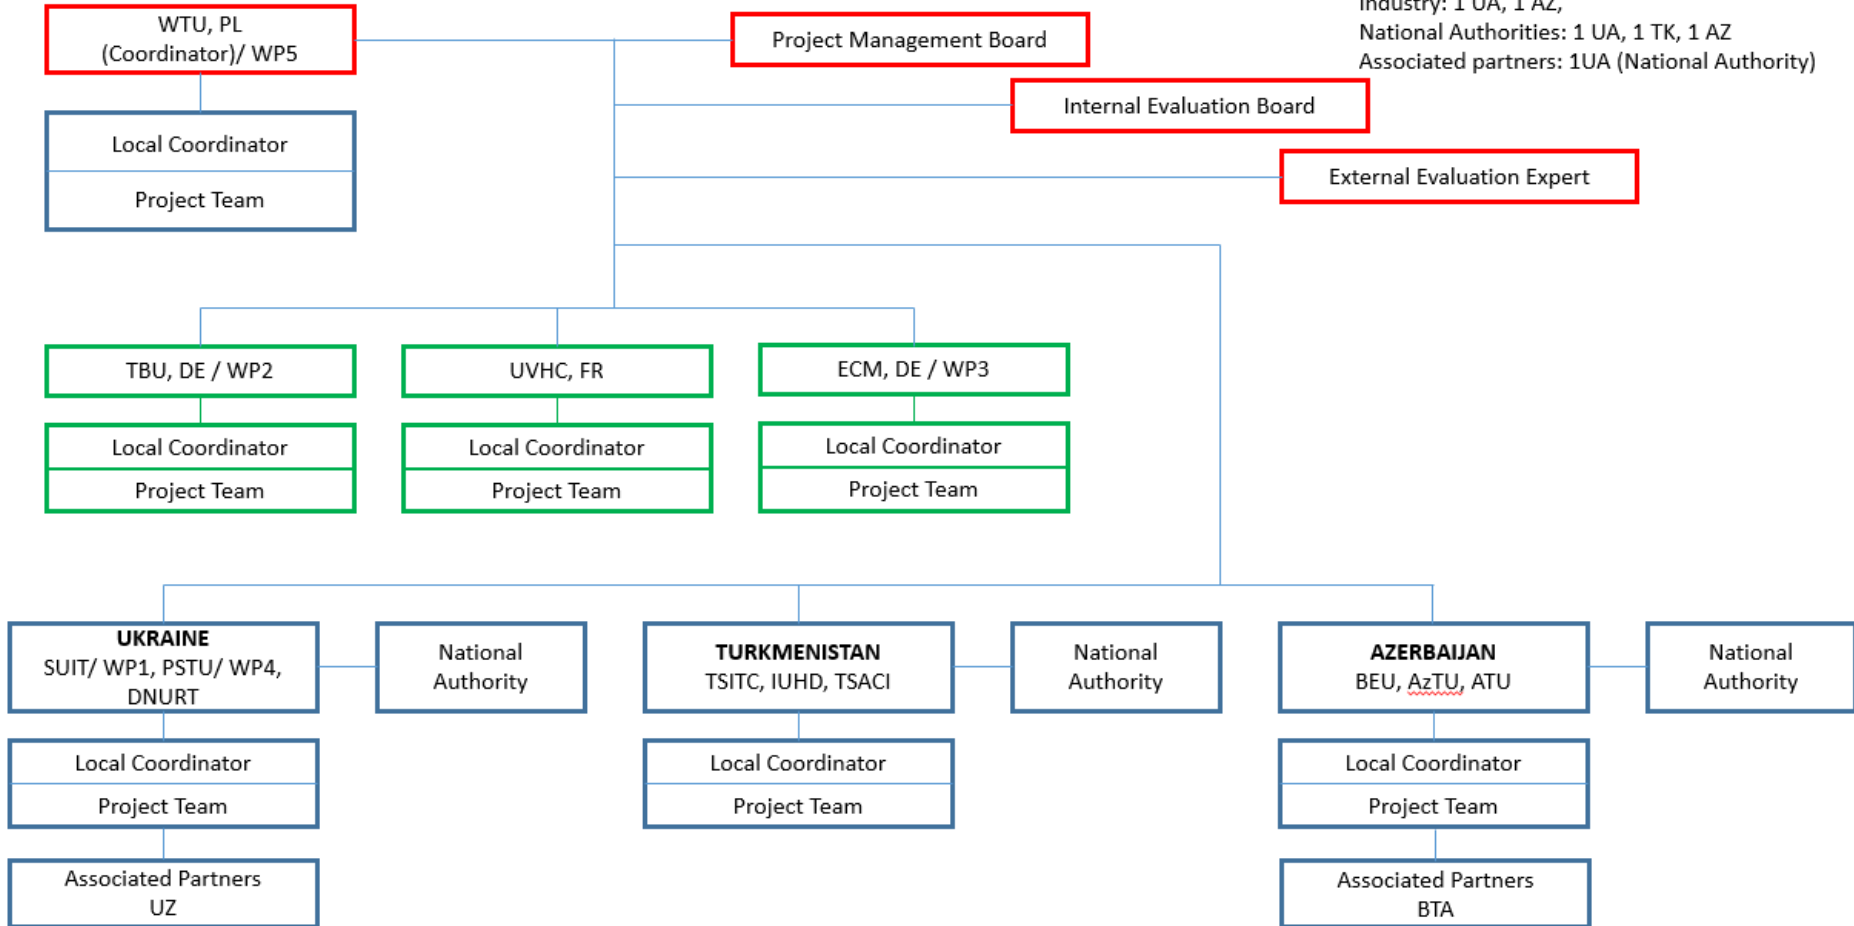 Industry: 1 UA, 1 AZ,
National Authorities: 1 UA, 1 TK, 1 AZ
Associated partners: 1UA (National Authority)
WTU, PL
(Coordinator)/ WP5
Project Management Board
Internal Evaluation Board
Local Coordinator
Project Team
External Evaluation Expert
TBU, DE / WP2
UVHC, FR
ECM, DE / WP3
Local Coordinator
Project Team
Local Coordinator
Project Team
Local Coordinator
Project Team
UKRAINE
SUIT/ WP1, PSTU/ WP4,
DNURT
National
Authority
TURKMENISTAN
TSITC, IUHD, TSACI
National
Authority
AZERBAIJAN
BEU, AzTU, ATU
National
Authority
Local Coordinator
Project Team
Local Coordinator
Project Team
Local Coordinator
Project Team
Associated Partners
UZ
Associated Partners
BTA